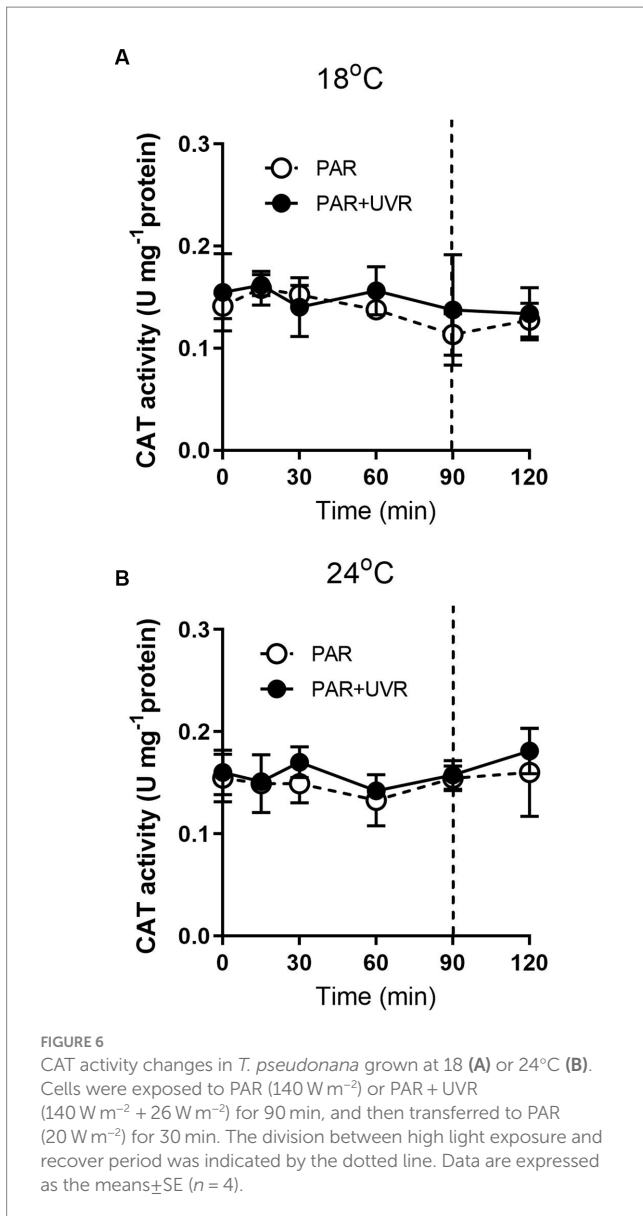 A
18°C
CAT activity (U mg⁻¹protein)
0.3
0.2
0.1
0.0
PAR
PAR+UVR
0 30 60 90 120
Time (min)
B
24°C
CAT activity (U mg⁻¹protein)
0.3
0.2
0.1
0.0
PAR
PAR+UVR
0 30 60 90 120
Time (min)
FIGURE 6
CAT activity changes in T. pseudonana grown at 18 (A) or 24°C (B).
Cells were exposed to PAR (140 W m⁻²) or PAR + UVR
(140 W m⁻² + 26 W m⁻²) for 90 min, and then transferred to PAR
(20 W m⁻²) for 30 min. The division between high light exposure and
recover period was indicated by the dotted line. Data are expressed
as the means±SE (n = 4).